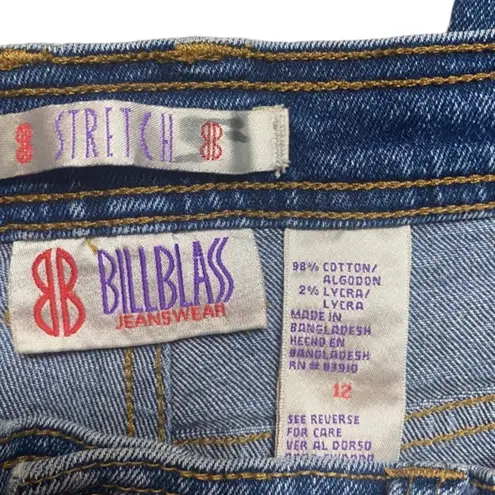 STRETCH BB
BB BILLBLASS
JEANSWEAR
98% COTTON/
ALGODON
2% LYCRA/
LYCRA
MADE IN
BANGLADESH
HECHO EN
BANGLADESH
RN # 83910
12
SEE REVERSE
FOR CARE
VER AL DORSO